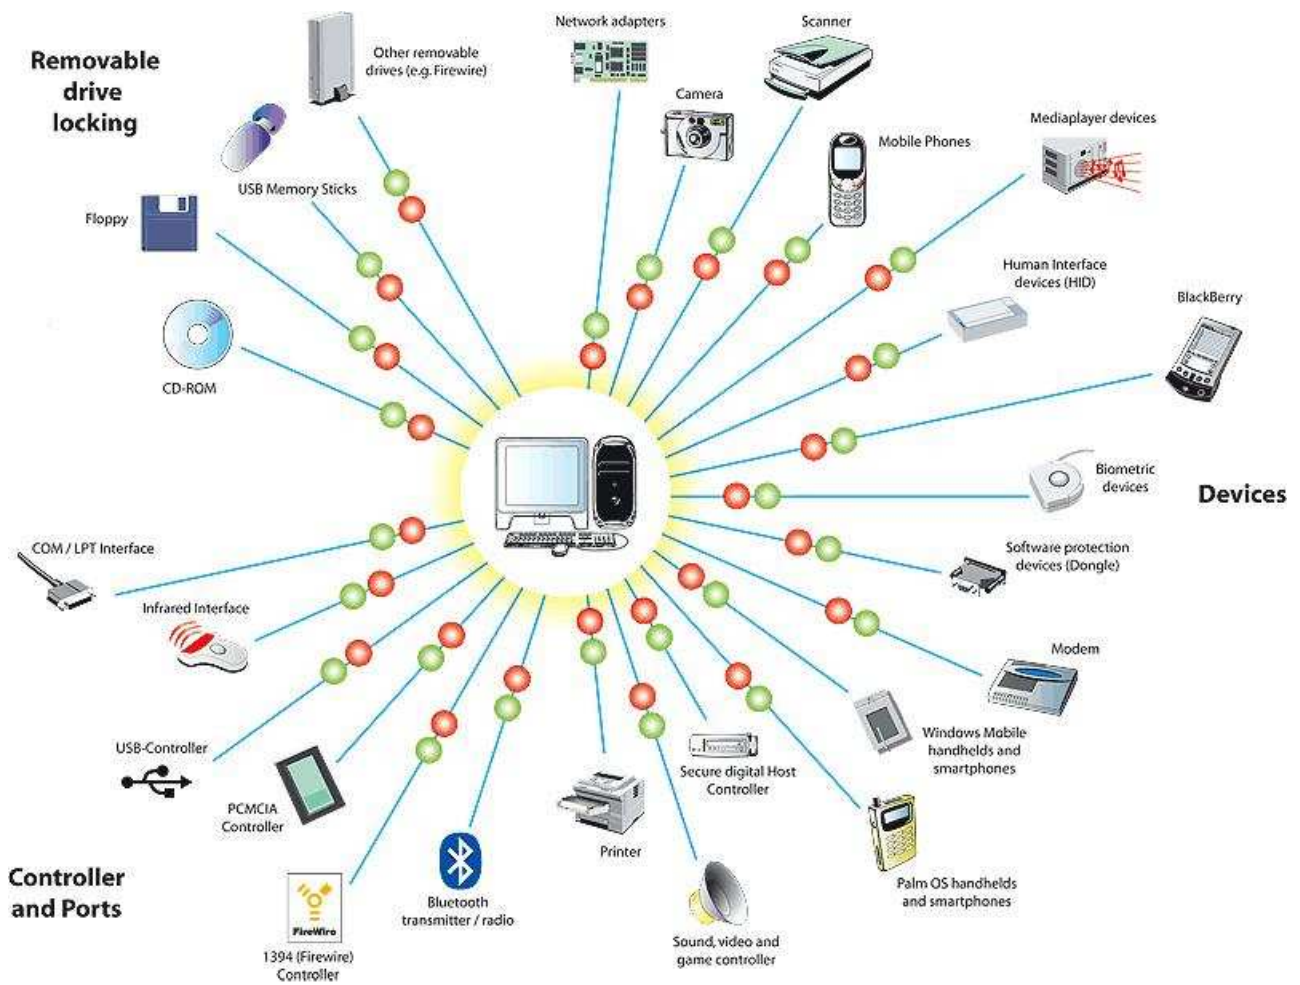 Removable
drive
locking
Other removable
drives (e.g. Firewire)
USB Memory Sticks
Floppy
CD-ROM
Network adapters
Camera
Scanner
Mobile Phones
Mediaplayer devices
Human Interface
devices (HID)
BlackBerry
Biometric
devices
Devices
Software protection
devices (Dongle)
Modem
Windows Mobile
handhelds and
smartphones
Palm OS handhelds
and smartphones
Secure digital Host
Controller
Sound, video and
game controller
Printer
Bluetooth
transmitter / radio
FireWire
1394 (Firewire)
Controller
PCMCIA
Controller
USB-Controller
Infrared Interface
COM / LPT Interface
Controller
and Ports